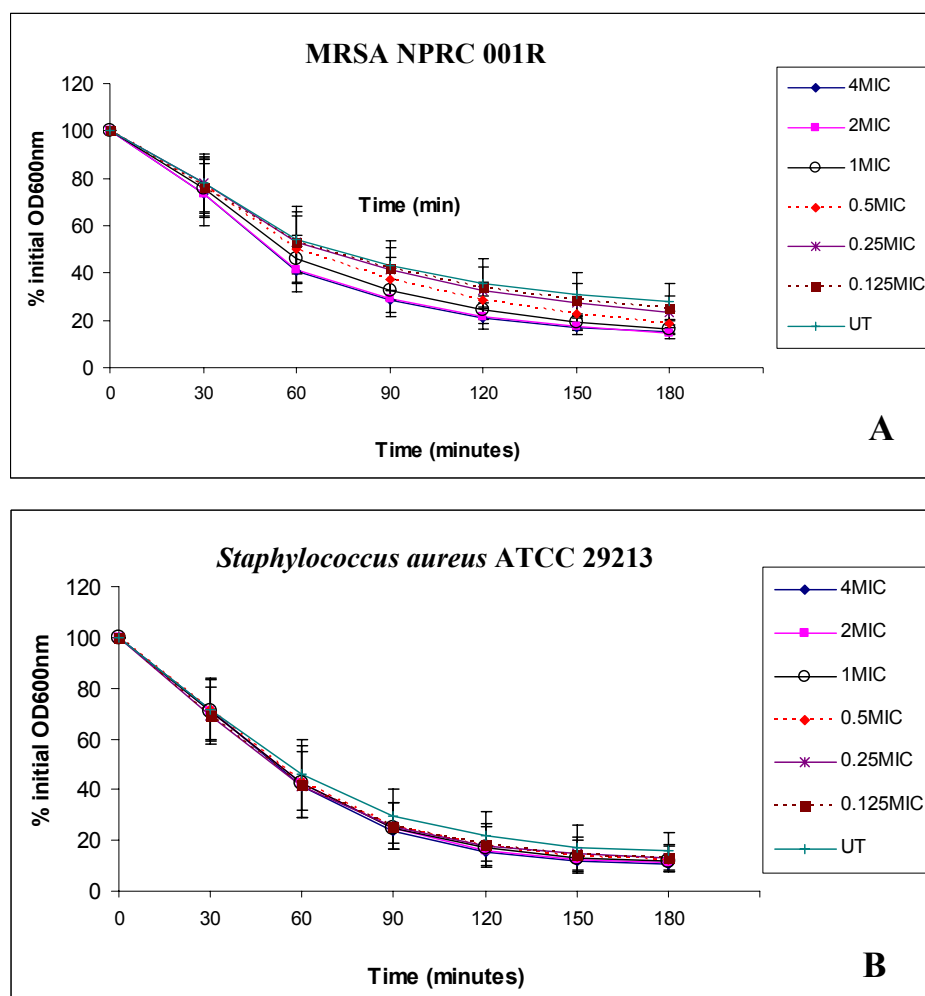 MRSA NPRC 001R
% initial OD600nm
120
100
80
60
40
20
0
Time (min)
0 30 60 90 120 150 180
Time (minutes)
4MIC
2MIC
1MIC
0.5MIC
0.25MIC
0.125MIC
UT
A
Staphylococcus aureus ATCC 29213
% initial OD600nm
120
100
80
60
40
20
0
0 30 60 90 120 150 180
Time (minutes)
4MIC
2MIC
1MIC
0.5MIC
0.25MIC
0.125MIC
UT
B